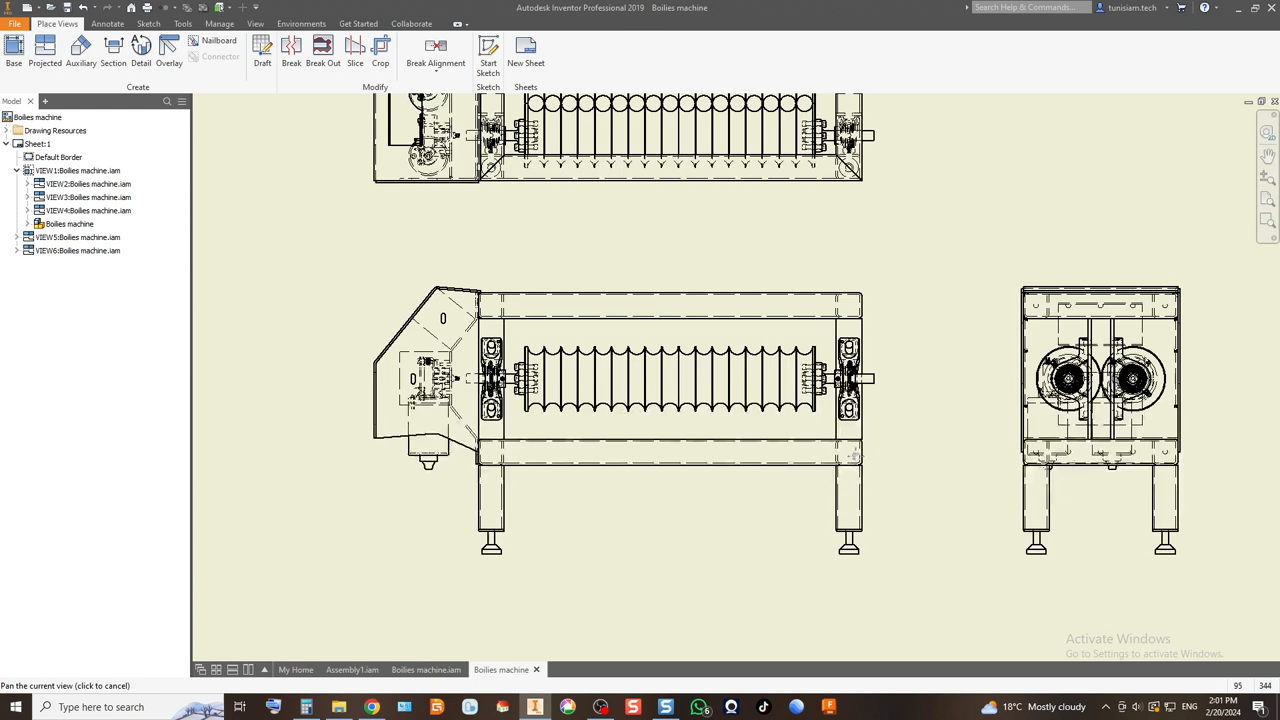 Autodesk Inventor Professional 2019   Boilies machine
Search Help & Commands...
tunisiam.tech
File
Place Views
Annotate
Sketch
Tools
Manage
View
Environments
Get Started
Collaborate
Base
Projected
Auxiliary
Section
Detail
Overlay
Nailboard
Connector
Draft
Break
Break Out
Slice
Crop
Break Alignment
Start
Sketch
New Sheet
Create
Modify
Sketch
Sheets
Model
Boilies machine
Drawing Resources
Sheet:1
Default Border
VIEW1:Boilies machine.iam
VIEW2:Boilies machine.iam
VIEW3:Boilies machine.iam
VIEW4:Boilies machine.iam
Boilies machine
VIEW5:Boilies machine.iam
VIEW6:Boilies machine.iam
Activate Windows
Go to Settings to activate Windows.
My Home
Assembly1.iam
Boilies machine.iam
Boilies machine
Pan the current view (click to cancel)
95
344
Type here to search
18°C Mostly cloudy
ENG
2:01 PM
2/20/2024